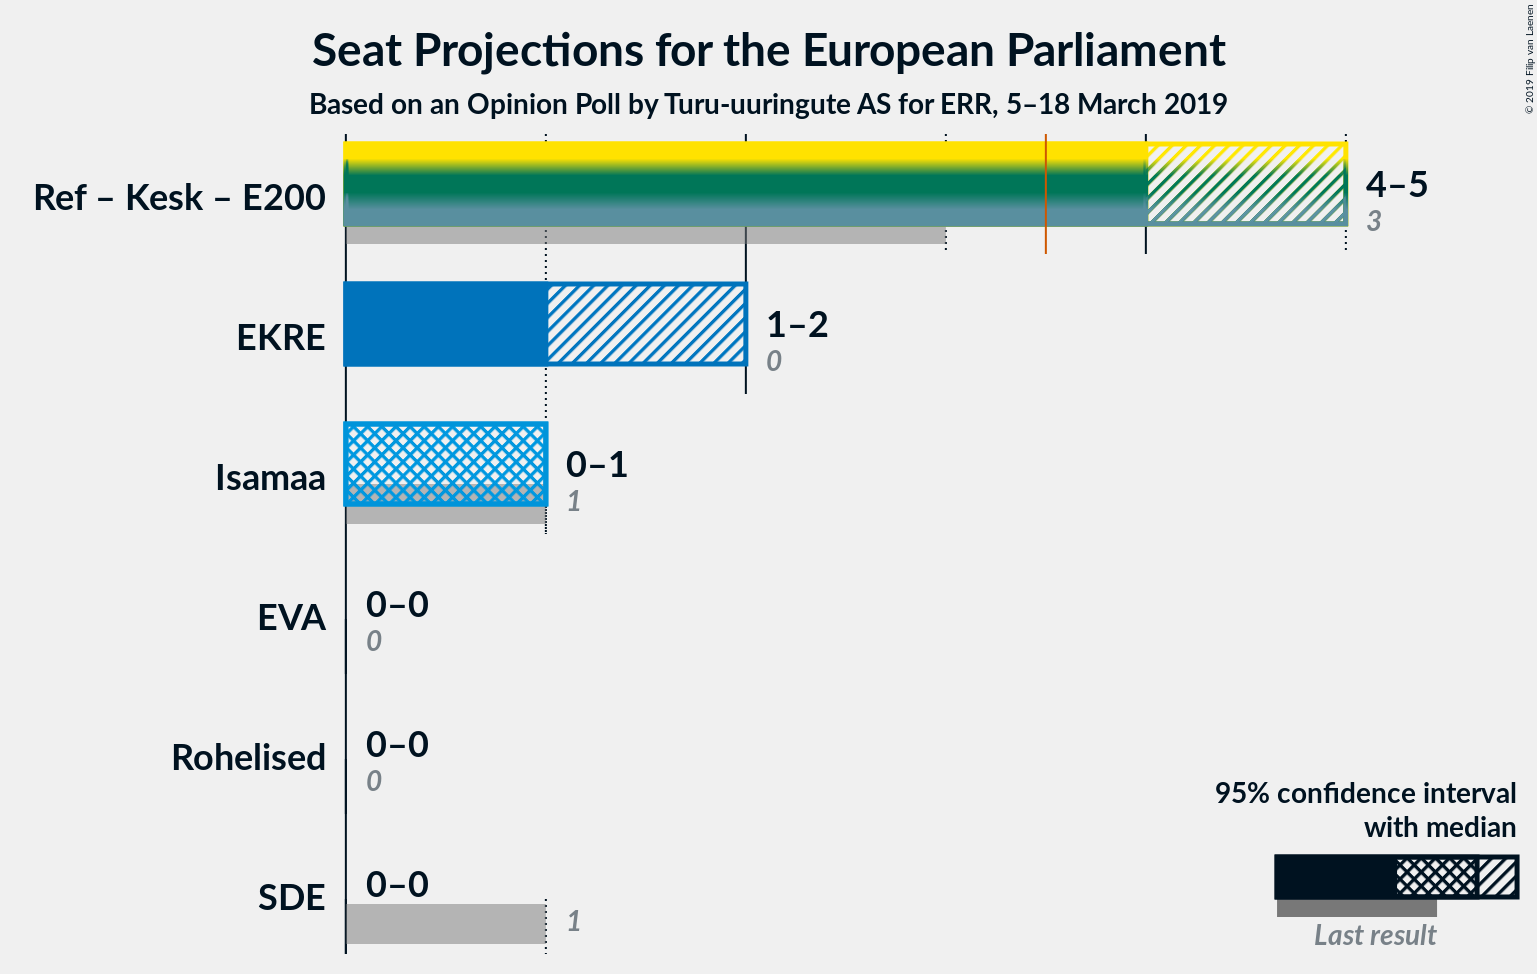 Seat Projections for the European Parliament
Based on an Opinion Poll by Turu-uuringute AS for ERR, 5–18 March 2019
© 2019 Filip van Laenen
Ref – Kesk – E200
4–5
3
EKRE
1–2
0
Isamaa
0–1
1
EVA
0–0
0
Rohelised
0–0
0
SDE
0–0
1
95% confidence interval
with median
Last result